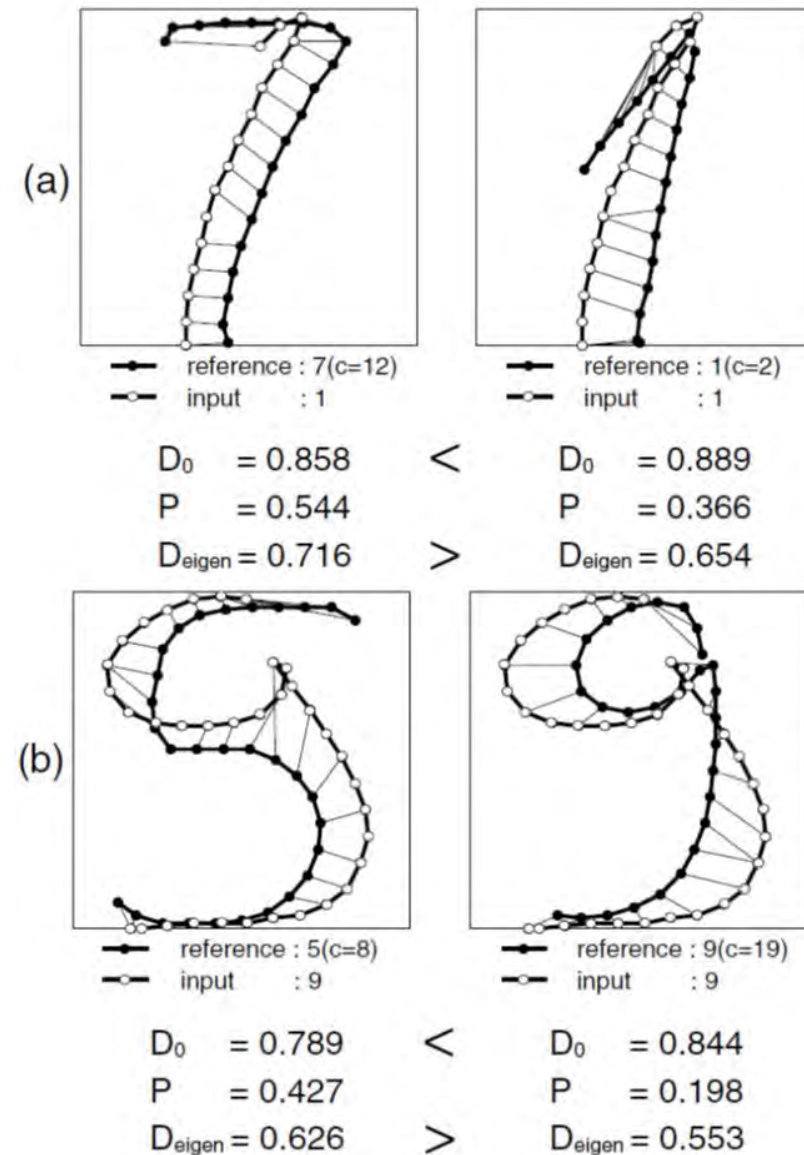 (a)
reference : 7(c=12)
input : 1
reference : 1(c=2)
input : 1
D0 = 0.858 < D0 = 0.889
P = 0.544 P = 0.366
Deigen = 0.716 > Deigen = 0.654
(b)
reference : 5(c=8)
input : 9
reference : 9(c=19)
input : 9
D0 = 0.789 < D0 = 0.844
P = 0.427 P = 0.198
Deigen = 0.626 > Deigen = 0.553